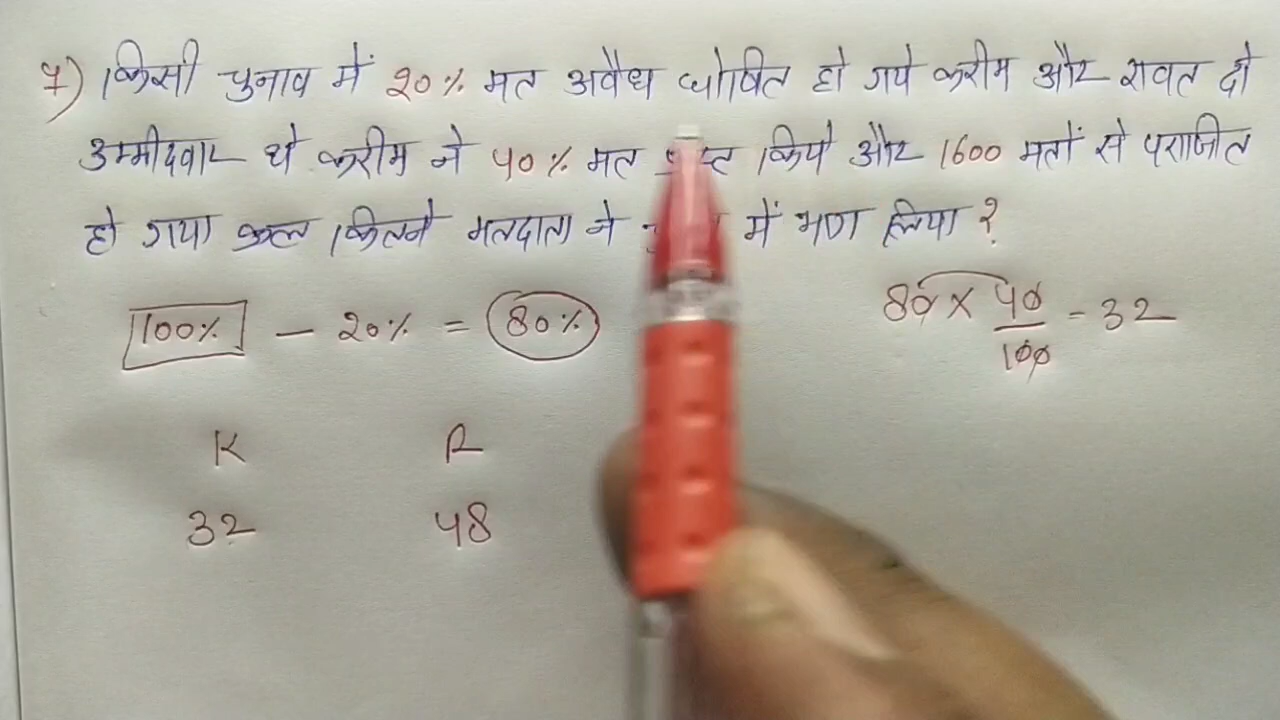 7) किसी चुनाव में 20% मत अवैध घोषित हो गये करीम और रावत दो
उम्मीदवार थे करीम ने 40% मत किये और 1600 मतों से पराजित
हो गया कुल कितने मतदाता ने में भाग लिया ?
100% - 20% = 80%
80 x 40/100 = 32
K R
32 48